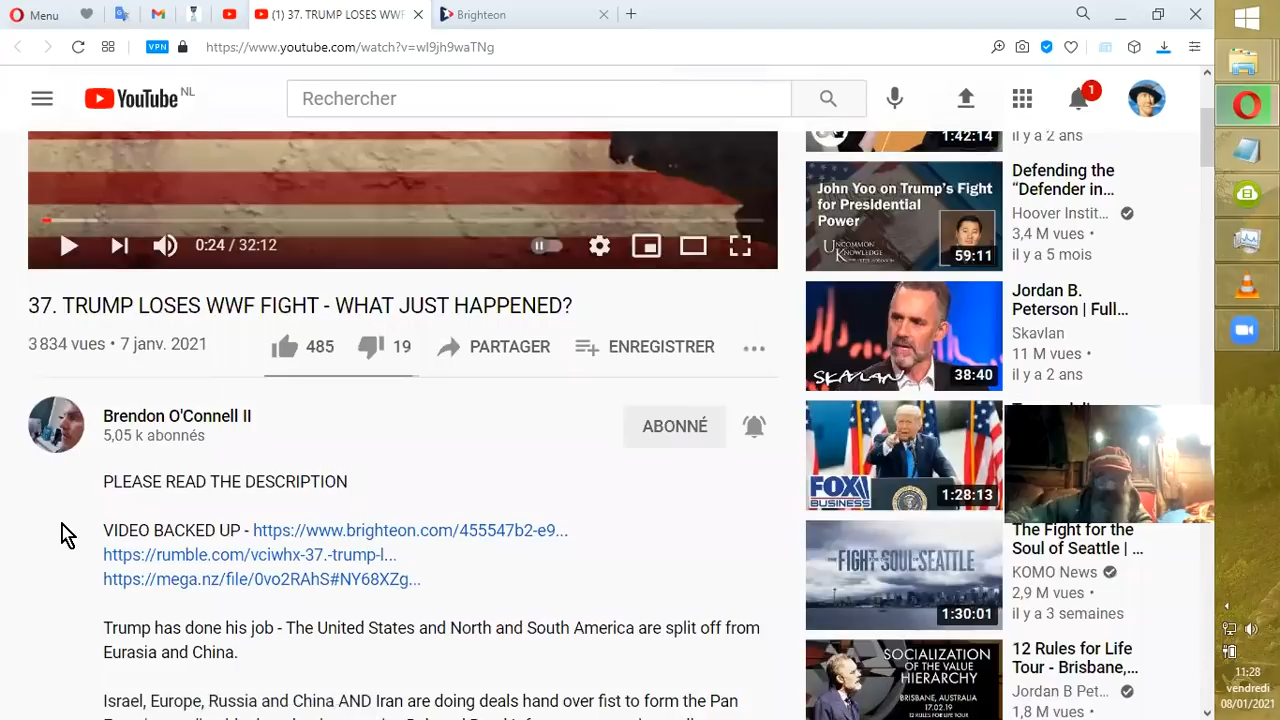 Menu
(1) 37. TRUMP LOSES WWF
Brighteon
VPN
https://www.youtube.com/watch?v=wI9jh9waTNg
YouTube NL
Rechercher
1
0:24 / 32:12
37. TRUMP LOSES WWF FIGHT - WHAT JUST HAPPENED?
3 834 vues • 7 janv. 2021
485
19
PARTAGER
ENREGISTRER
Brendon O'Connell II
5,05 k abonnés
ABONNÉ
PLEASE READ THE DESCRIPTION
VIDEO BACKED UP - https://www.brighteon.com/455547b2-e9...
https://rumble.com/vciwhx-37.-trump-l...
https://mega.nz/file/0vo2RAhS#NY68XZg...
Trump has done his job - The United States and North and South America are split off from
Eurasia and China.
Israel, Europe, Russia and China AND Iran are doing deals hand over fist to form the Pan
1:42:14
il y a 2 ans
John Yoo on Trump's Fight
for Presidential
Power
UNCOMMON
KNOWLEDGE
59:11
Defending the
“Defender in...
Hoover Instit...
3,4 M vues •
il y a 5 mois
SKAVLAN
38:40
Jordan B.
Peterson | Full...
Skavlan
11 M vues •
il y a 2 ans
FOX
BUSINESS
1:28:13
THE FIGHT FOR THE SOUL OF SEATTLE
1:30:01
The Fight for the
Soul of Seattle | ...
KOMO News
2,9 M vues •
il y a 3 semaines
SOCIALIZATION
OF THE VALUE
HIERARCHY
BRISBANE, AUSTRALIA
17.02.19
12 RULES FOR LIFE
TOUR
12 Rules for Life
Tour - Brisbane,...
Jordan B Pet...
1,8 M vues •
11:28
vendredi
08/01/2021